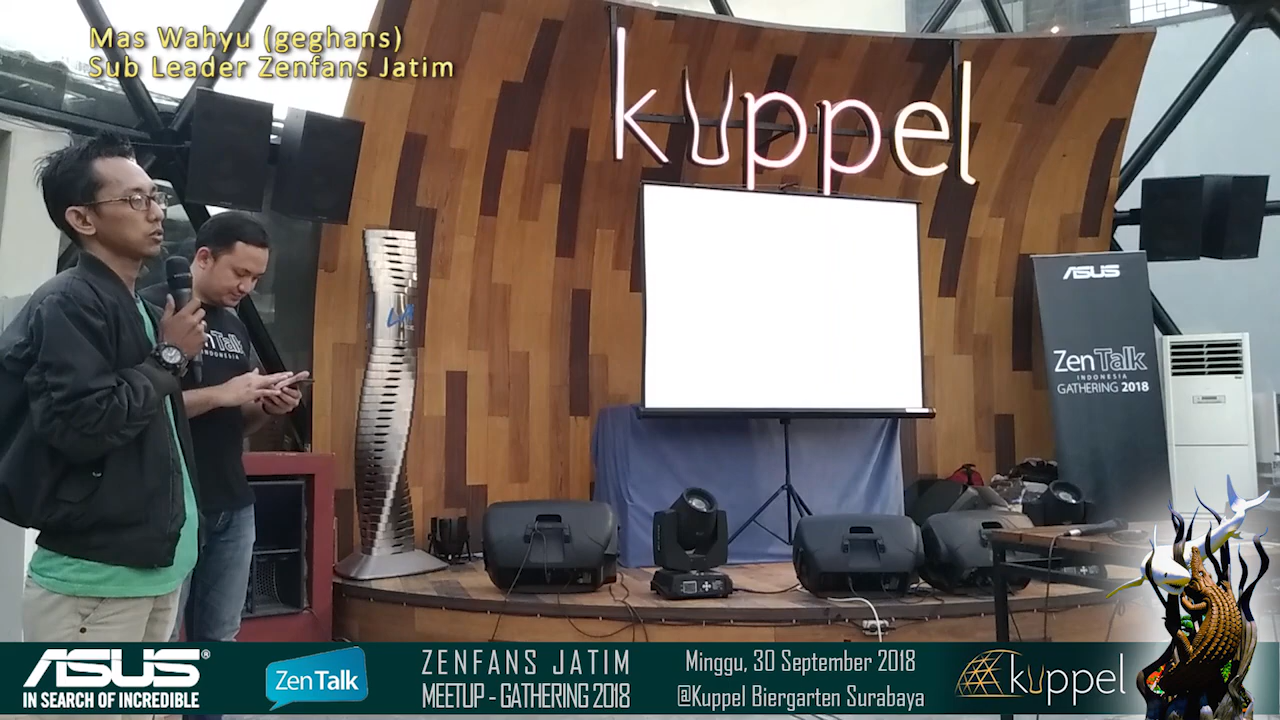 Mas Wahyu (geghans)
Sub Leader Zenfans Jatim
kuppel
ASUS
ZenTalk
INDONESIA
GATHERING 2018
ZenTalk
INDONESIA
ASUS®
IN SEARCH OF INCREDIBLE
ZenTalk
ZENFANS JATIM
MEETUP - GATHERING 2018
Minggu, 30 September 2018
@Kuppel Biergarten Surabaya
kuppel